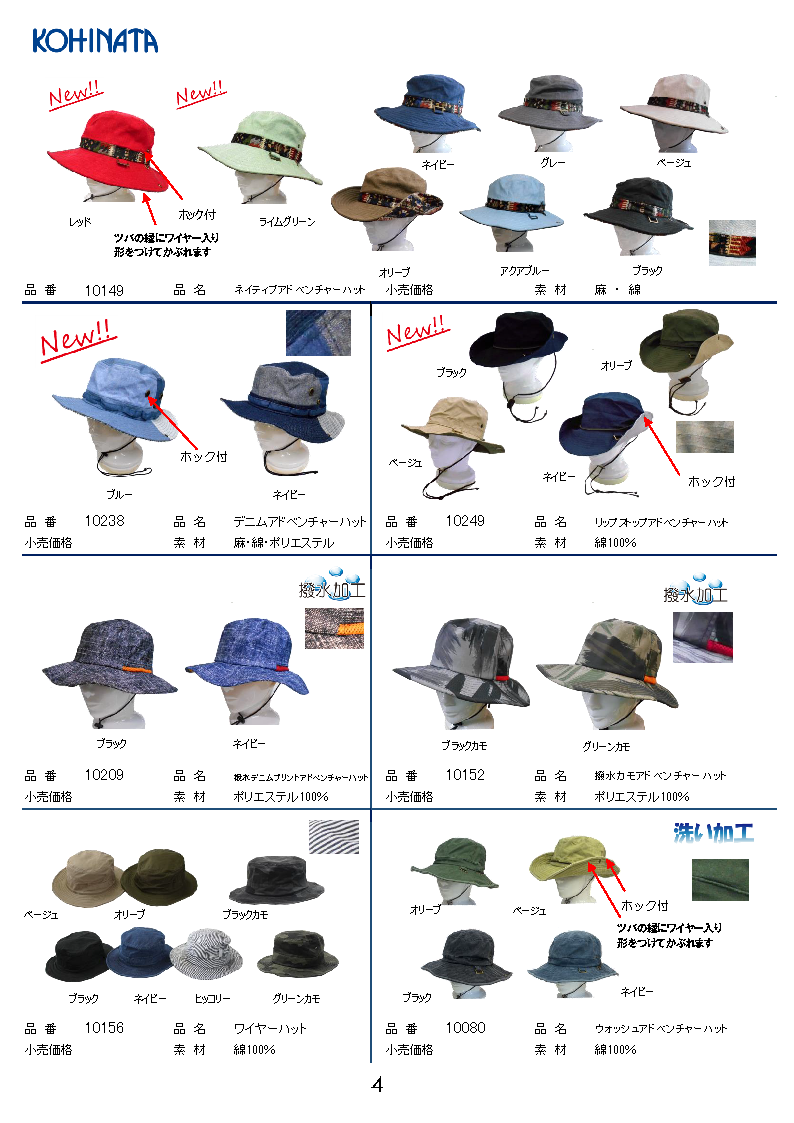 KOHINATA
New!!
New!!
ネイビー
グレー
ベージュ
レッド
ホック付
ライムグリーン
ツバの縁にワイヤー入り
形をつけてかぶれます
オリーブ
アクアブルー
ブラック
品 番 10149 品 名 ネイティブアドベンチャーハット 小売価格 素 材 麻 ・ 綿
New!!
ホック付
ブルー
ネイビー
品 番 10238 品 名 デニムアドベンチャーハット
小売価格 素 材 麻・綿・ポリエステル
New!!
ブラック
オリーブ
ベージュ
ネイビー
ホック付
品 番 10249 品 名 リップストップアドベンチャーハット
小売価格 素 材 綿100%
撥水加工
ブラック
ネイビー
品 番 10209 品 名 撥水デニムプリントアドベンチャーハット
小売価格 素 材 ポリエステル100%
撥水加工
ブラックカモ
グリーンカモ
品 番 10152 品 名 撥水カモアドベンチャーハット
小売価格 素 材 ポリエステル100%
ベージュ
オリーブ
ブラックカモ
ブラック
ネイビー
ヒッコリー
グリーンカモ
品 番 10156 品 名 ワイヤーハット
小売価格 素 材 綿100%
洗い加工
オリーブ
ベージュ
ホック付
ツバの縁にワイヤー入り
形をつけてかぶれます
ブラック
ネイビー
品 番 10080 品 名 ウォッシュアドベンチャーハット
小売価格 素 材 綿100%
4